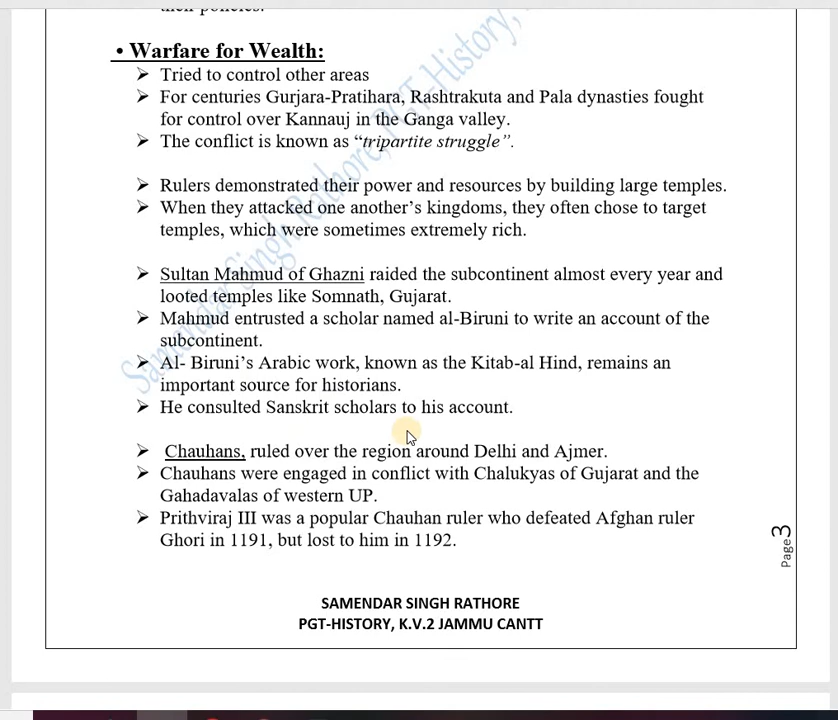 • Warfare for Wealth:
➢ Tried to control other areas
➢ For centuries Gurjara-Pratihara, Rashtrakuta and Pala dynasties fought
for control over Kannauj in the Ganga valley.
➢ The conflict is known as “tripartite struggle”.
➢ Rulers demonstrated their power and resources by building large temples.
➢ When they attacked one another’s kingdoms, they often chose to target
temples, which were sometimes extremely rich.
➢ Sultan Mahmud of Ghazni raided the subcontinent almost every year and
looted temples like Somnath, Gujarat.
➢ Mahmud entrusted a scholar named al-Biruni to write an account of the
subcontinent.
➢ Al- Biruni’s Arabic work, known as the Kitab-al Hind, remains an
important source for historians.
➢ He consulted Sanskrit scholars to his account.
➢ Chauhans, ruled over the region around Delhi and Ajmer.
➢ Chauhans were engaged in conflict with Chalukyas of Gujarat and the
Gahadavalas of western UP.
➢ Prithviraj III was a popular Chauhan ruler who defeated Afghan ruler
Ghori in 1191, but lost to him in 1192.
Page3
SAMENDAR SINGH RATHORE
PGT-HISTORY, K.V.2 JAMMU CANTT
Samendar Singh Rathore, PGT-History,